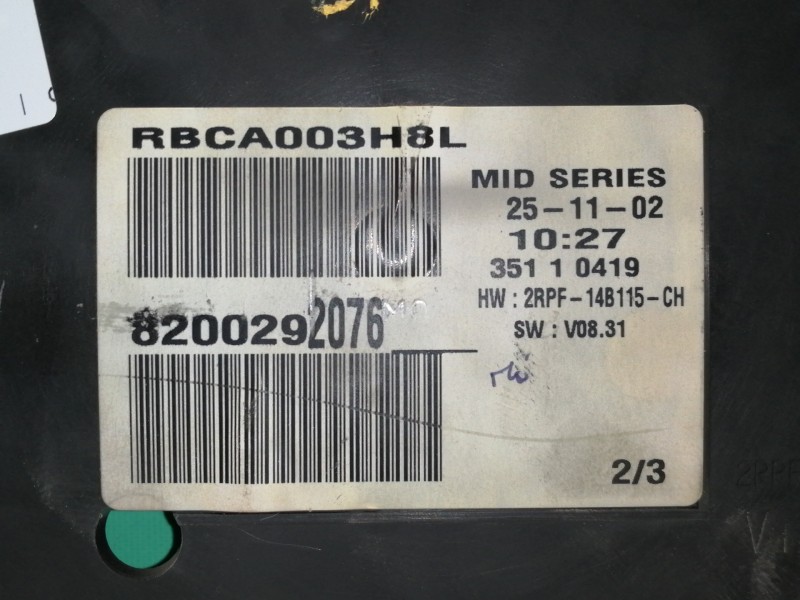 RBCA003H8L
MID SERIES
25-11-02
10:27
351 1 0419
HW : 2RPF-14B115-CH
8200292076
SW : V08.31
2/3
2RPF